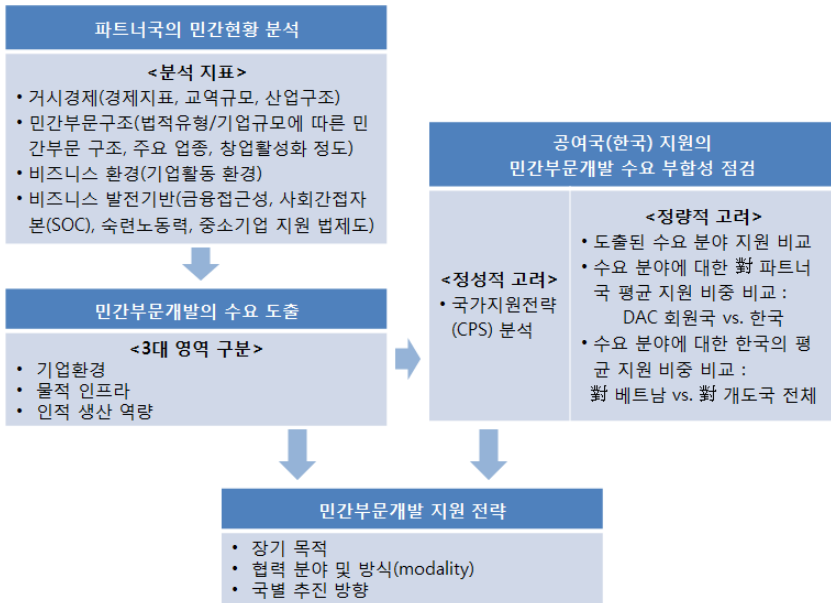 파트너국의 민간현황 분석
<분석 지표>
• 거시경제(경제지표, 교역규모, 산업구조)
• 민간부문구조(법적유형/기업규모에 따른 민
간부문 구조, 주요 업종, 창업활성화 정도)
• 비즈니스 환경(기업활동 환경)
• 비즈니스 발전기반(금융접근성, 사회간접자
본(SOC), 숙련노동력, 중소기업 지원 법제도)
민간부문개발의 수요 도출
<3대 영역 구분>
• 기업환경
• 물적 인프라
• 인적 생산 역량
공여국(한국) 지원의
민간부문개발 수요 부합성 점검
<정성적 고려>
• 국가지원전략
(CPS) 분석
<정량적 고려>
• 도출된 수요 분야 지원 비교
• 수요 분야에 대한 對 파트너
국 평균 지원 비중 비교 :
DAC 회원국 vs. 한국
• 수요 분야에 대한 한국의 평
균 지원 비중 비교 :
對 베트남 vs. 對 개도국 전체
민간부문개발 지원 전략
• 장기 목적
• 협력 분야 및 방식(modality)
• 국별 추진 방향